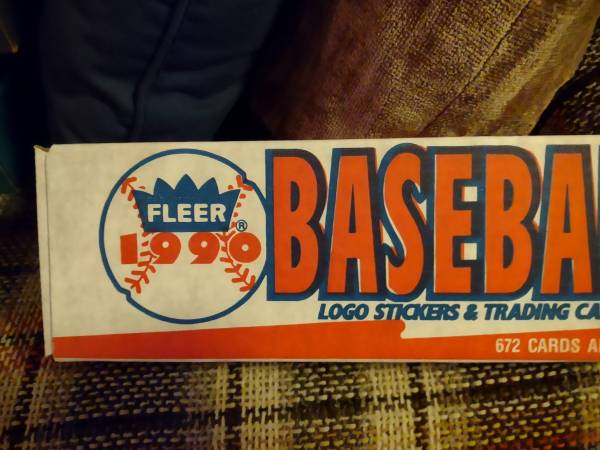 FLEER®
1990
BASEBA
LOGO STICKERS & TRADING CA
672 CARDS A